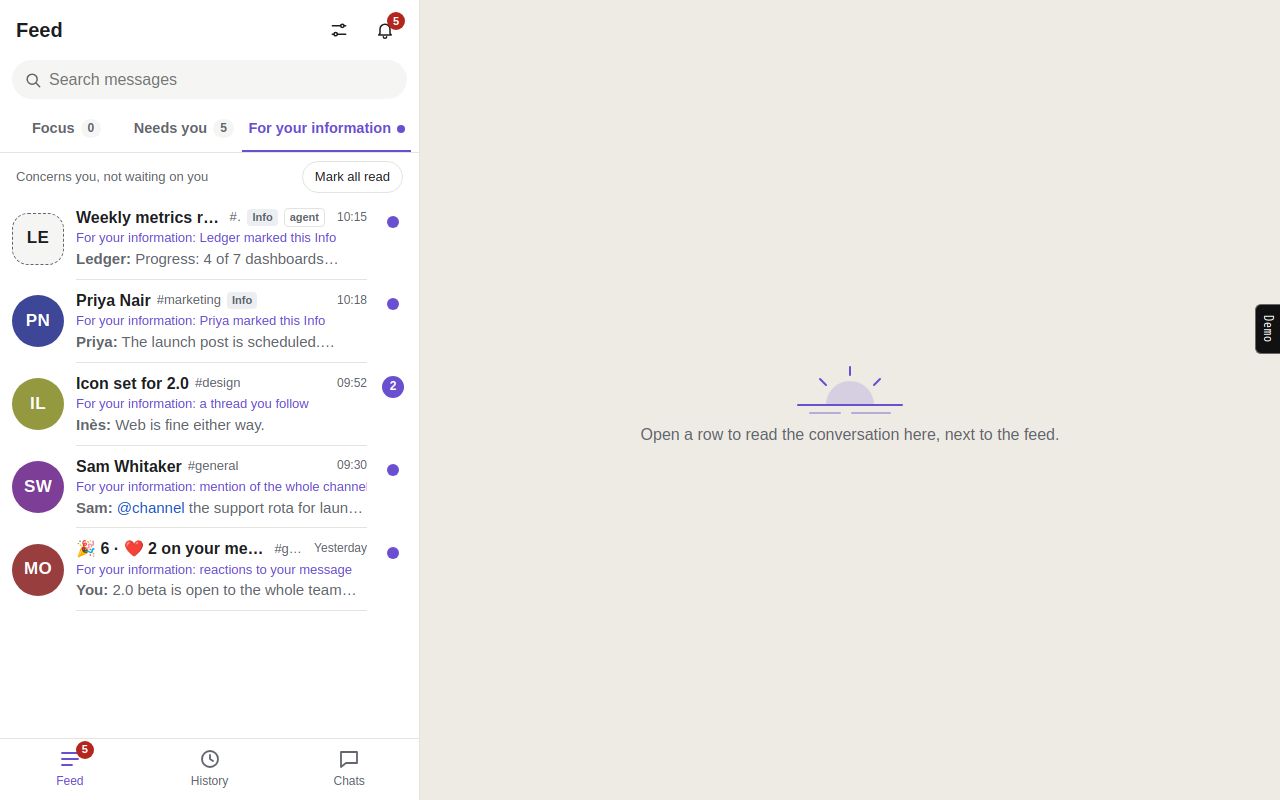 Feed
5
Search messages
Focus 0
Needs you 5
For your information
Concerns you, not waiting on you
Mark all read
LE
Weekly metrics r… #. Info agent 10:15
For your information: Ledger marked this Info
Ledger: Progress: 4 of 7 dashboards…
PN
Priya Nair #marketing Info 10:18
For your information: Priya marked this Info
Priya: The launch post is scheduled.…
IL
Icon set for 2.0 #design 09:52
2
For your information: a thread you follow
Inès: Web is fine either way.
SW
Sam Whitaker #general 09:30
For your information: mention of the whole channel
Sam: @channel the support rota for laun…
MO
🎉 6 · ❤️ 2 on your me… #g… Yesterday
For your information: reactions to your message
You: 2.0 beta is open to the whole team…
5
Feed
History
Chats
Open a row to read the conversation here, next to the feed.
Demo